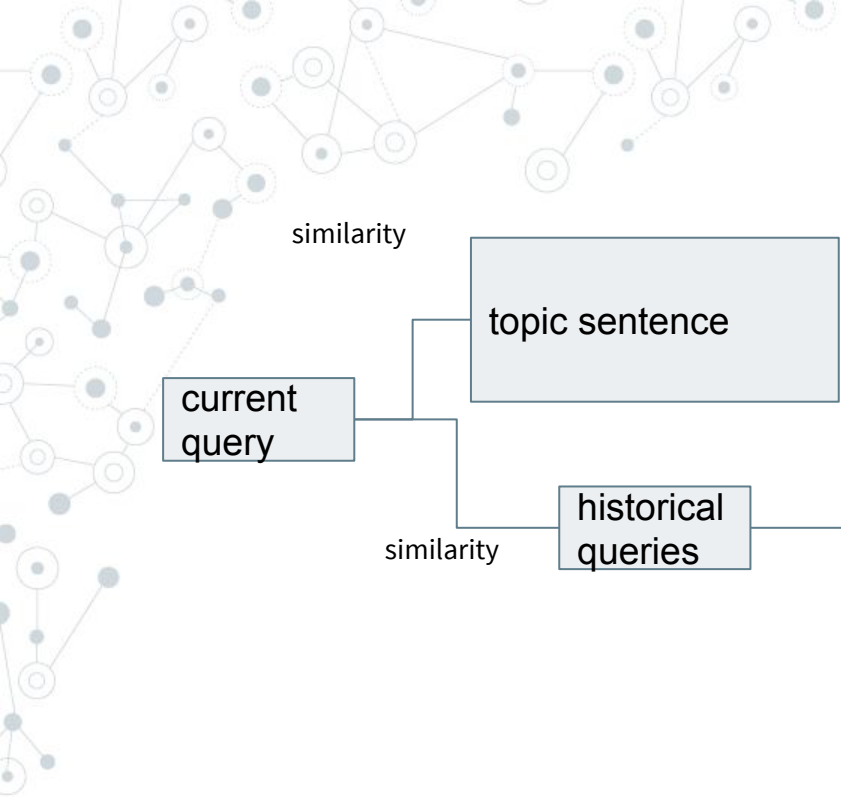 similarity
topic sentence
current
query
historical
queries
similarity